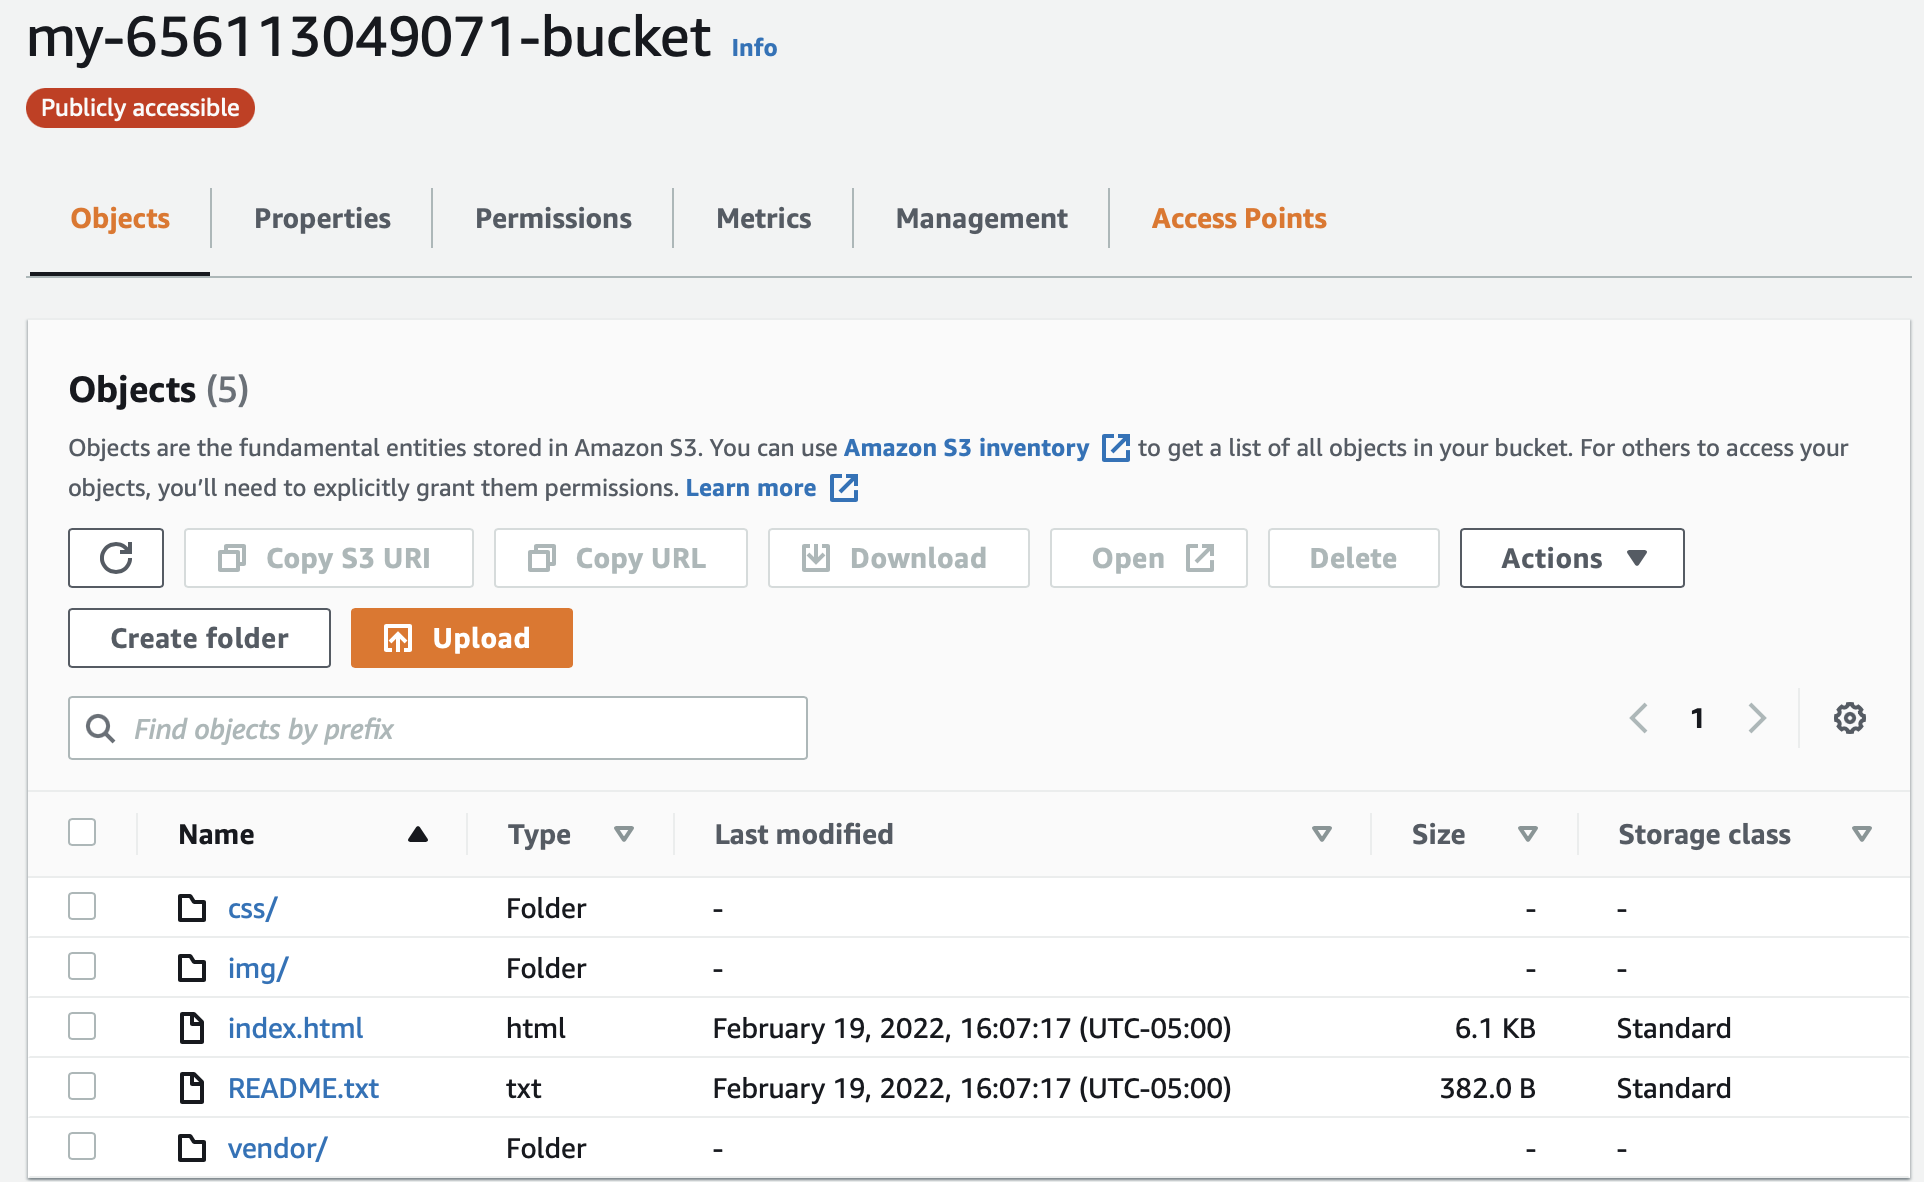 my-656113049071-bucket Info
Publicly accessible
Objects Properties Permissions Metrics Management Access Points
Objects (5)
Objects are the fundamental entities stored in Amazon S3. You can use Amazon S3 inventory to get a list of all objects in your bucket. For others to access your
objects, you’ll need to explicitly grant them permissions. Learn more
Copy S3 URI Copy URL Download Open Delete Actions
Create folder Upload
Find objects by prefix 1
Name Type Last modified Size Storage class
css/ Folder - - -
img/ Folder - - -
index.html html February 19, 2022, 16:07:17 (UTC-05:00) 6.1 KB Standard
README.txt txt February 19, 2022, 16:07:17 (UTC-05:00) 382.0 B Standard
vendor/ Folder - - -